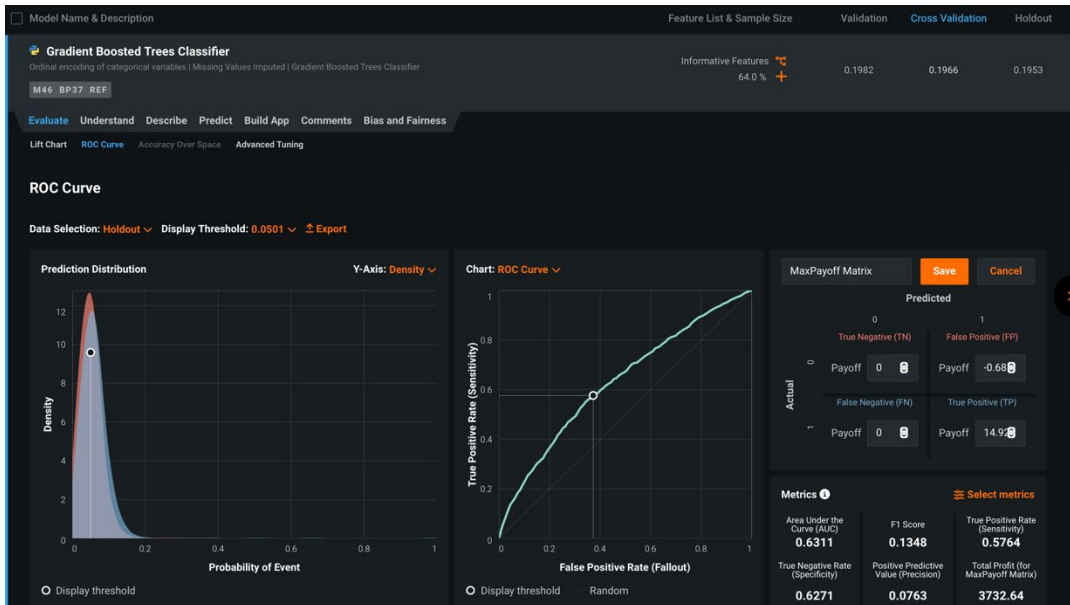 Model Name & Description Feature List & Sample Size Validation Cross Validation Holdout
Gradient Boosted Trees Classifier
Ordinal encoding of categorical variables | Missing Values Imputed | Gradient Boosted Trees Classifier
M46 BP37 REF
Informative Features
64.0 %
0.1982 0.1966 0.1953
Evaluate Understand Describe Predict Build App Comments Bias and Fairness
Lift Chart ROC Curve Accuracy Over Space Advanced Tuning
ROC Curve
Data Selection: Holdout Display Threshold: 0.0501 Export
Prediction Distribution Y-Axis: Density
Density
12
10
8
6
4
2
0
0 0.2 0.4 0.6 0.8 1
Probability of Event
Display threshold
Chart: ROC Curve
True Positive Rate (Sensitivity)
1
0.8
0.6
0.4
0.2
0
0 0.2 0.4 0.6 0.8 1
False Positive Rate (Fallout)
Display threshold Random
MaxPayoff Matrix Save Cancel
Predicted
0 1
Actual
True Negative (TN) False Positive (FP)
0 Payoff 0 Payoff -0.68
False Negative (FN) True Positive (TP)
1 Payoff 0 Payoff 14.92
Metrics Select metrics
Area Under the
Curve (AUC)
0.6311
F1 Score
0.1348
True Positive Rate
(Sensitivity)
0.5764
True Negative Rate
(Specificity)
0.6271
Positive Predictive
Value (Precision)
0.0763
Total Profit (for
MaxPayoff Matrix)
3732.64